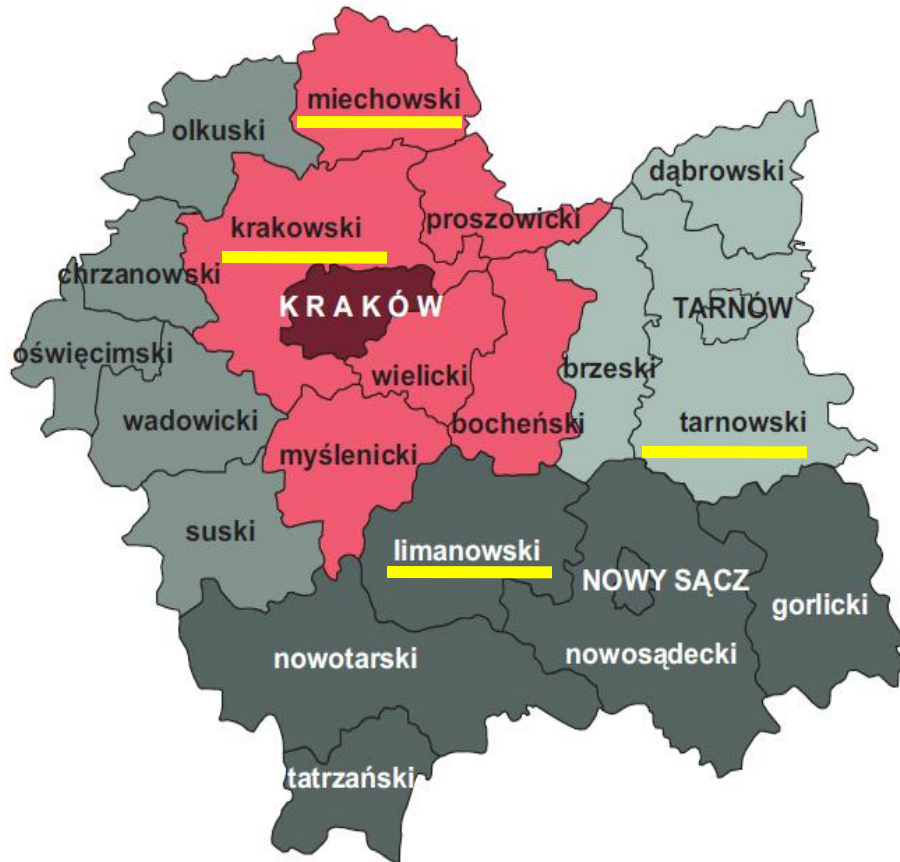 miechowski
olkuski
dąbrowski
krakowski
proszowicki
chrzanowski
KRAKÓW
TARNÓW
oświęcimski
wielicki
brzeski
wadowicki
bocheński
tarnowski
myślenicki
suski
limanowski
NOWY SĄCZ
gorlicki
nowotarski
nowosądecki
tatrzański